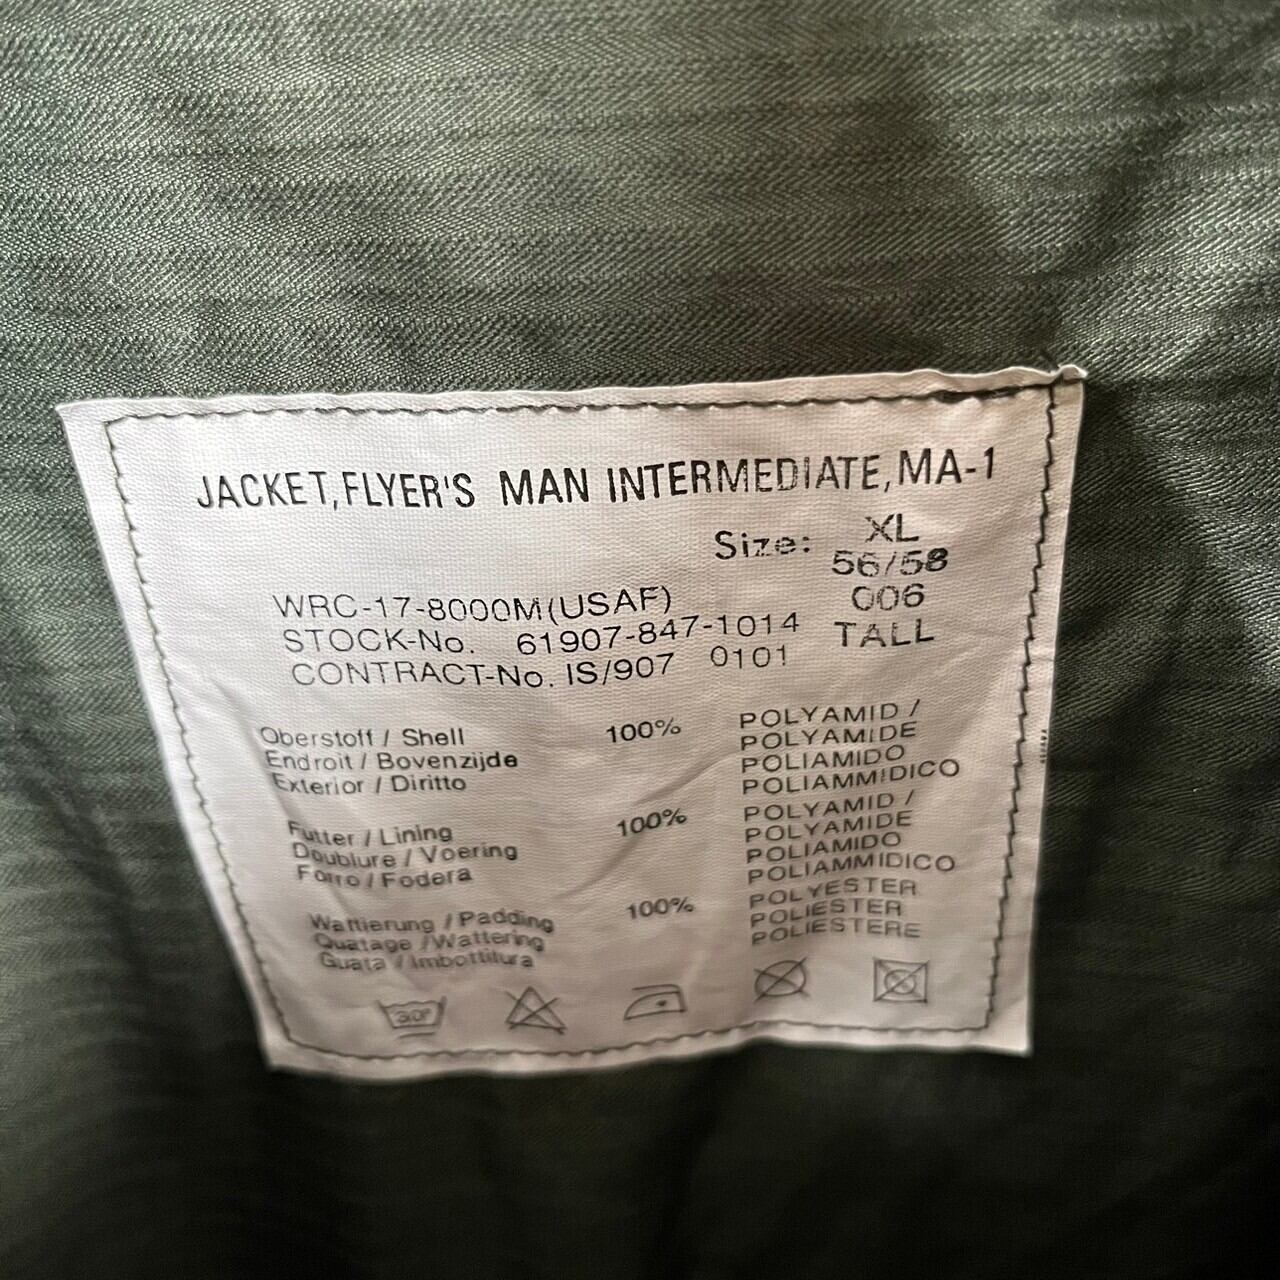 JACKET,FLYER'S MAN INTERMEDIATE,MA-1
Size: XL
56/58
006
TALL
WRC-17-8000M(USAF)
STOCK-No. 61907-847-1014
CONTRACT-No. IS/907 0101
Oberstoff / Shell 100% POLYAMID /
Endroit / Bovenzijde POLYAMIDE
Exterior / Diritto POLIAMIDO
POLIAMMIDICO
Futter / Lining 100% POLYAMID /
Doublure / Voering POLYAMIDE
Forro / Fodera POLIAMIDO
POLIAMMIDICO
Wattierung / Padding 100% POLYESTER
Quatage / Wattering POLIESTER
Guata / Imbottitura POLIESTERE
30°